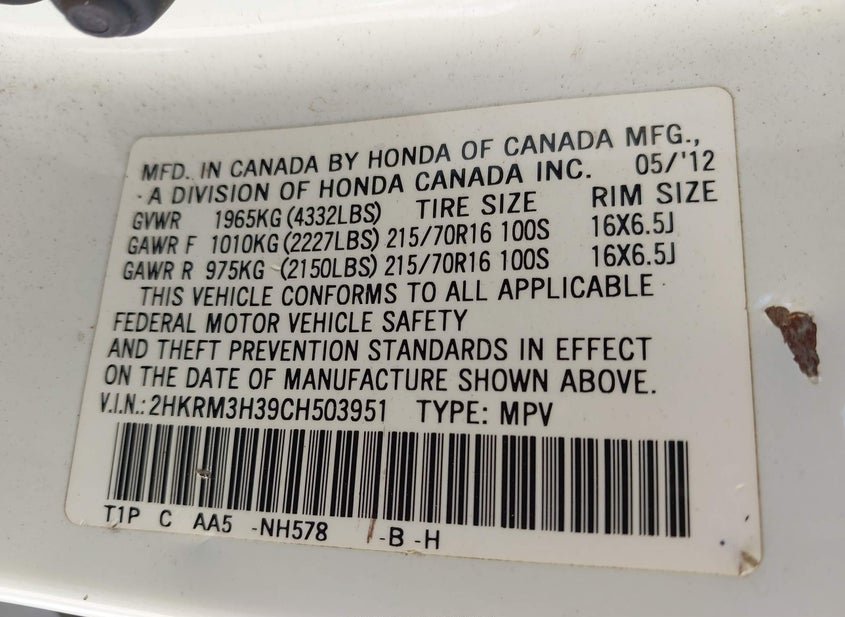 MFD. IN CANADA BY HONDA OF CANADA MFG.,
A DIVISION OF HONDA CANADA INC. 05/'12
GVWR 1965KG (4332LBS) TIRE SIZE RIM SIZE
GAWR F 1010KG (2227LBS) 215/70R16 100S 16X6.5J
GAWR R 975KG (2150LBS) 215/70R16 100S 16X6.5J
THIS VEHICLE CONFORMS TO ALL APPLICABLE
FEDERAL MOTOR VEHICLE SAFETY
AND THEFT PREVENTION STANDARDS IN EFFECT
ON THE DATE OF MANUFACTURE SHOWN ABOVE.
V.I.N.: 2HKRM3H39CH503951 TYPE: MPV
T1P C AA5 -NH578 -B -H